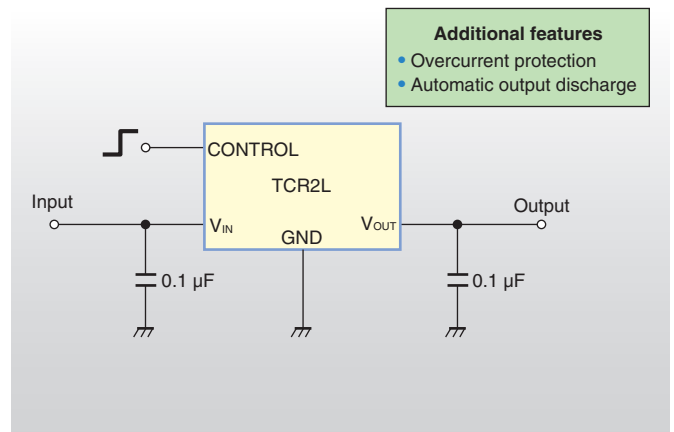 Additional features
• Overcurrent protection
• Automatic output discharge
CONTROL
TCR2L
Input
Output
VIN
VOUT
GND
0.1 µF
0.1 µF